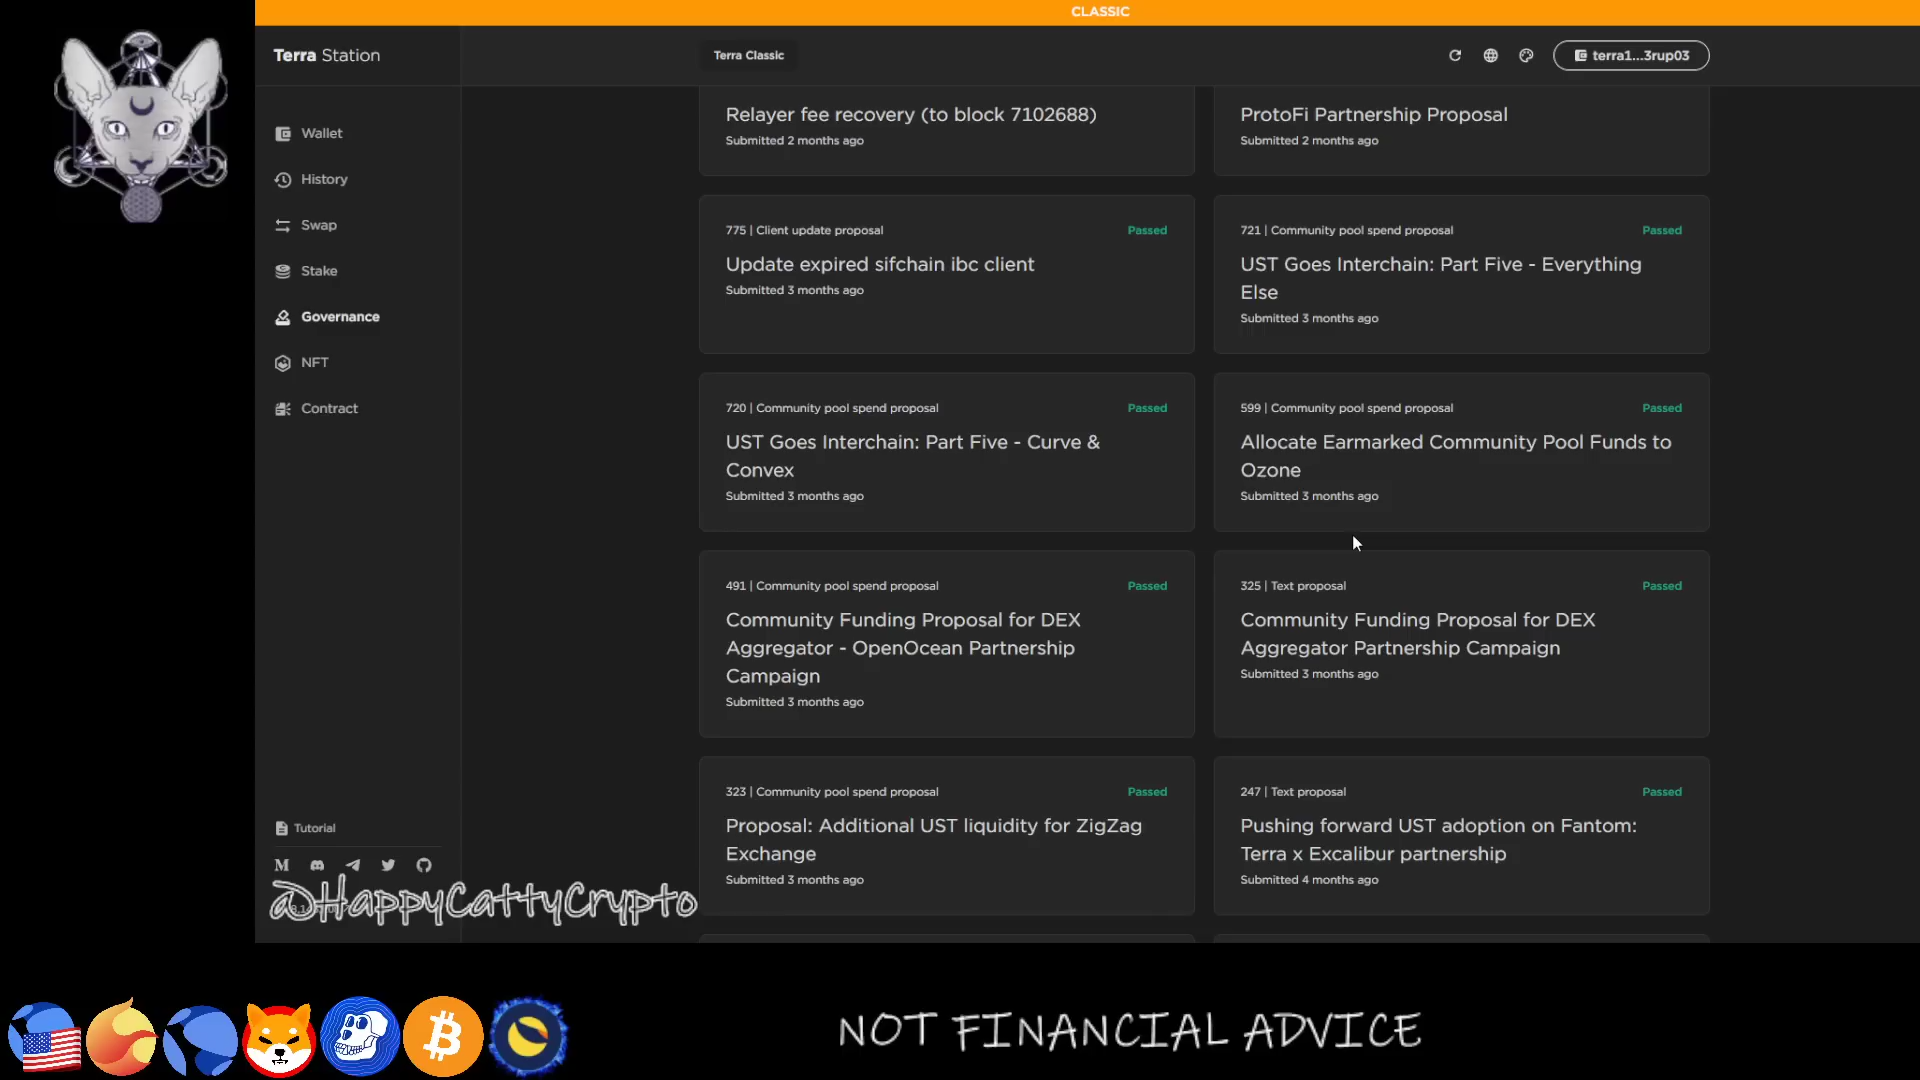 CLASSIC
Terra Station
Terra Classic
terra1...3rup03
Wallet
History
Swap
Stake
Governance
NFT
Contract
Relayer fee recovery (to block 7102688)
Submitted 2 months ago
ProtoFi Partnership Proposal
Submitted 2 months ago
775 | Client update proposal
Passed
Update expired sifchain ibc client
Submitted 3 months ago
721 | Community pool spend proposal
Passed
UST Goes Interchain: Part Five - Everything
Else
Submitted 3 months ago
720 | Community pool spend proposal
Passed
UST Goes Interchain: Part Five - Curve &
Convex
Submitted 3 months ago
599 | Community pool spend proposal
Passed
Allocate Earmarked Community Pool Funds to
Ozone
Submitted 3 months ago
491 | Community pool spend proposal
Passed
Community Funding Proposal for DEX
Aggregator - OpenOcean Partnership
Campaign
Submitted 3 months ago
325 | Text proposal
Passed
Community Funding Proposal for DEX
Aggregator Partnership Campaign
Submitted 3 months ago
323 | Community pool spend proposal
Passed
Proposal: Additional UST liquidity for ZigZag
Exchange
Submitted 3 months ago
247 | Text proposal
Passed
Pushing forward UST adoption on Fantom:
Terra x Excalibur partnership
Submitted 4 months ago
Tutorial
@HappyCattyCrypto
NOT FINANCIAL ADVICE